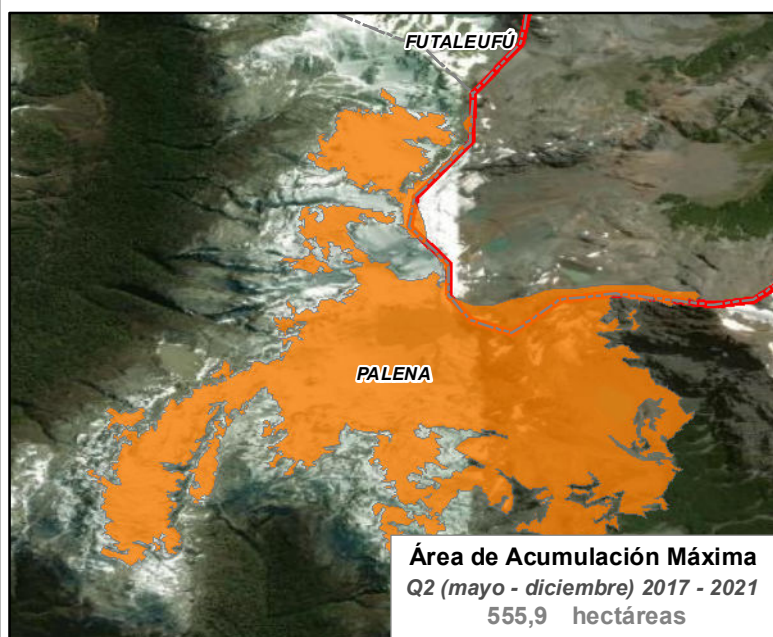 FUTALEUFÚ
PALENA
Área de Acumulación Máxima
Q2 (mayo - diciembre) 2017 - 2021
555,9 hectáreas